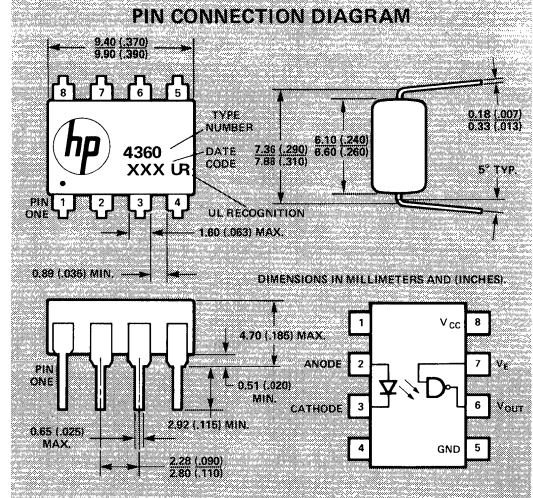 PIN CONNECTION DIAGRAM
9.40 (.370)
9.90 (.390)
8 7 6 5
hp
4360
XXX UR
TYPE
NUMBER
DATE
CODE
UL RECOGNITION
PIN
ONE
1 2 3 4
7.36 (.290)
7.88 (.310)
6.10 (.240)
6.60 (.260)
0.18 (.007)
0.33 (.013)
5° TYP.
1.60 (.063) MAX.
0.89 (.035) MIN.
DIMENSIONS IN MILLIMETERS AND (INCHES).
4.70 (.185) MAX.
PIN
ONE
0.51 (.020)
MIN.
2.92 (.115) MIN.
0.65 (.025)
MAX.
2.28 (.090)
2.80 (.110)
1 VCC 8
ANODE 2 7 VE
CATHODE 3 6 VOUT
4 GND 5